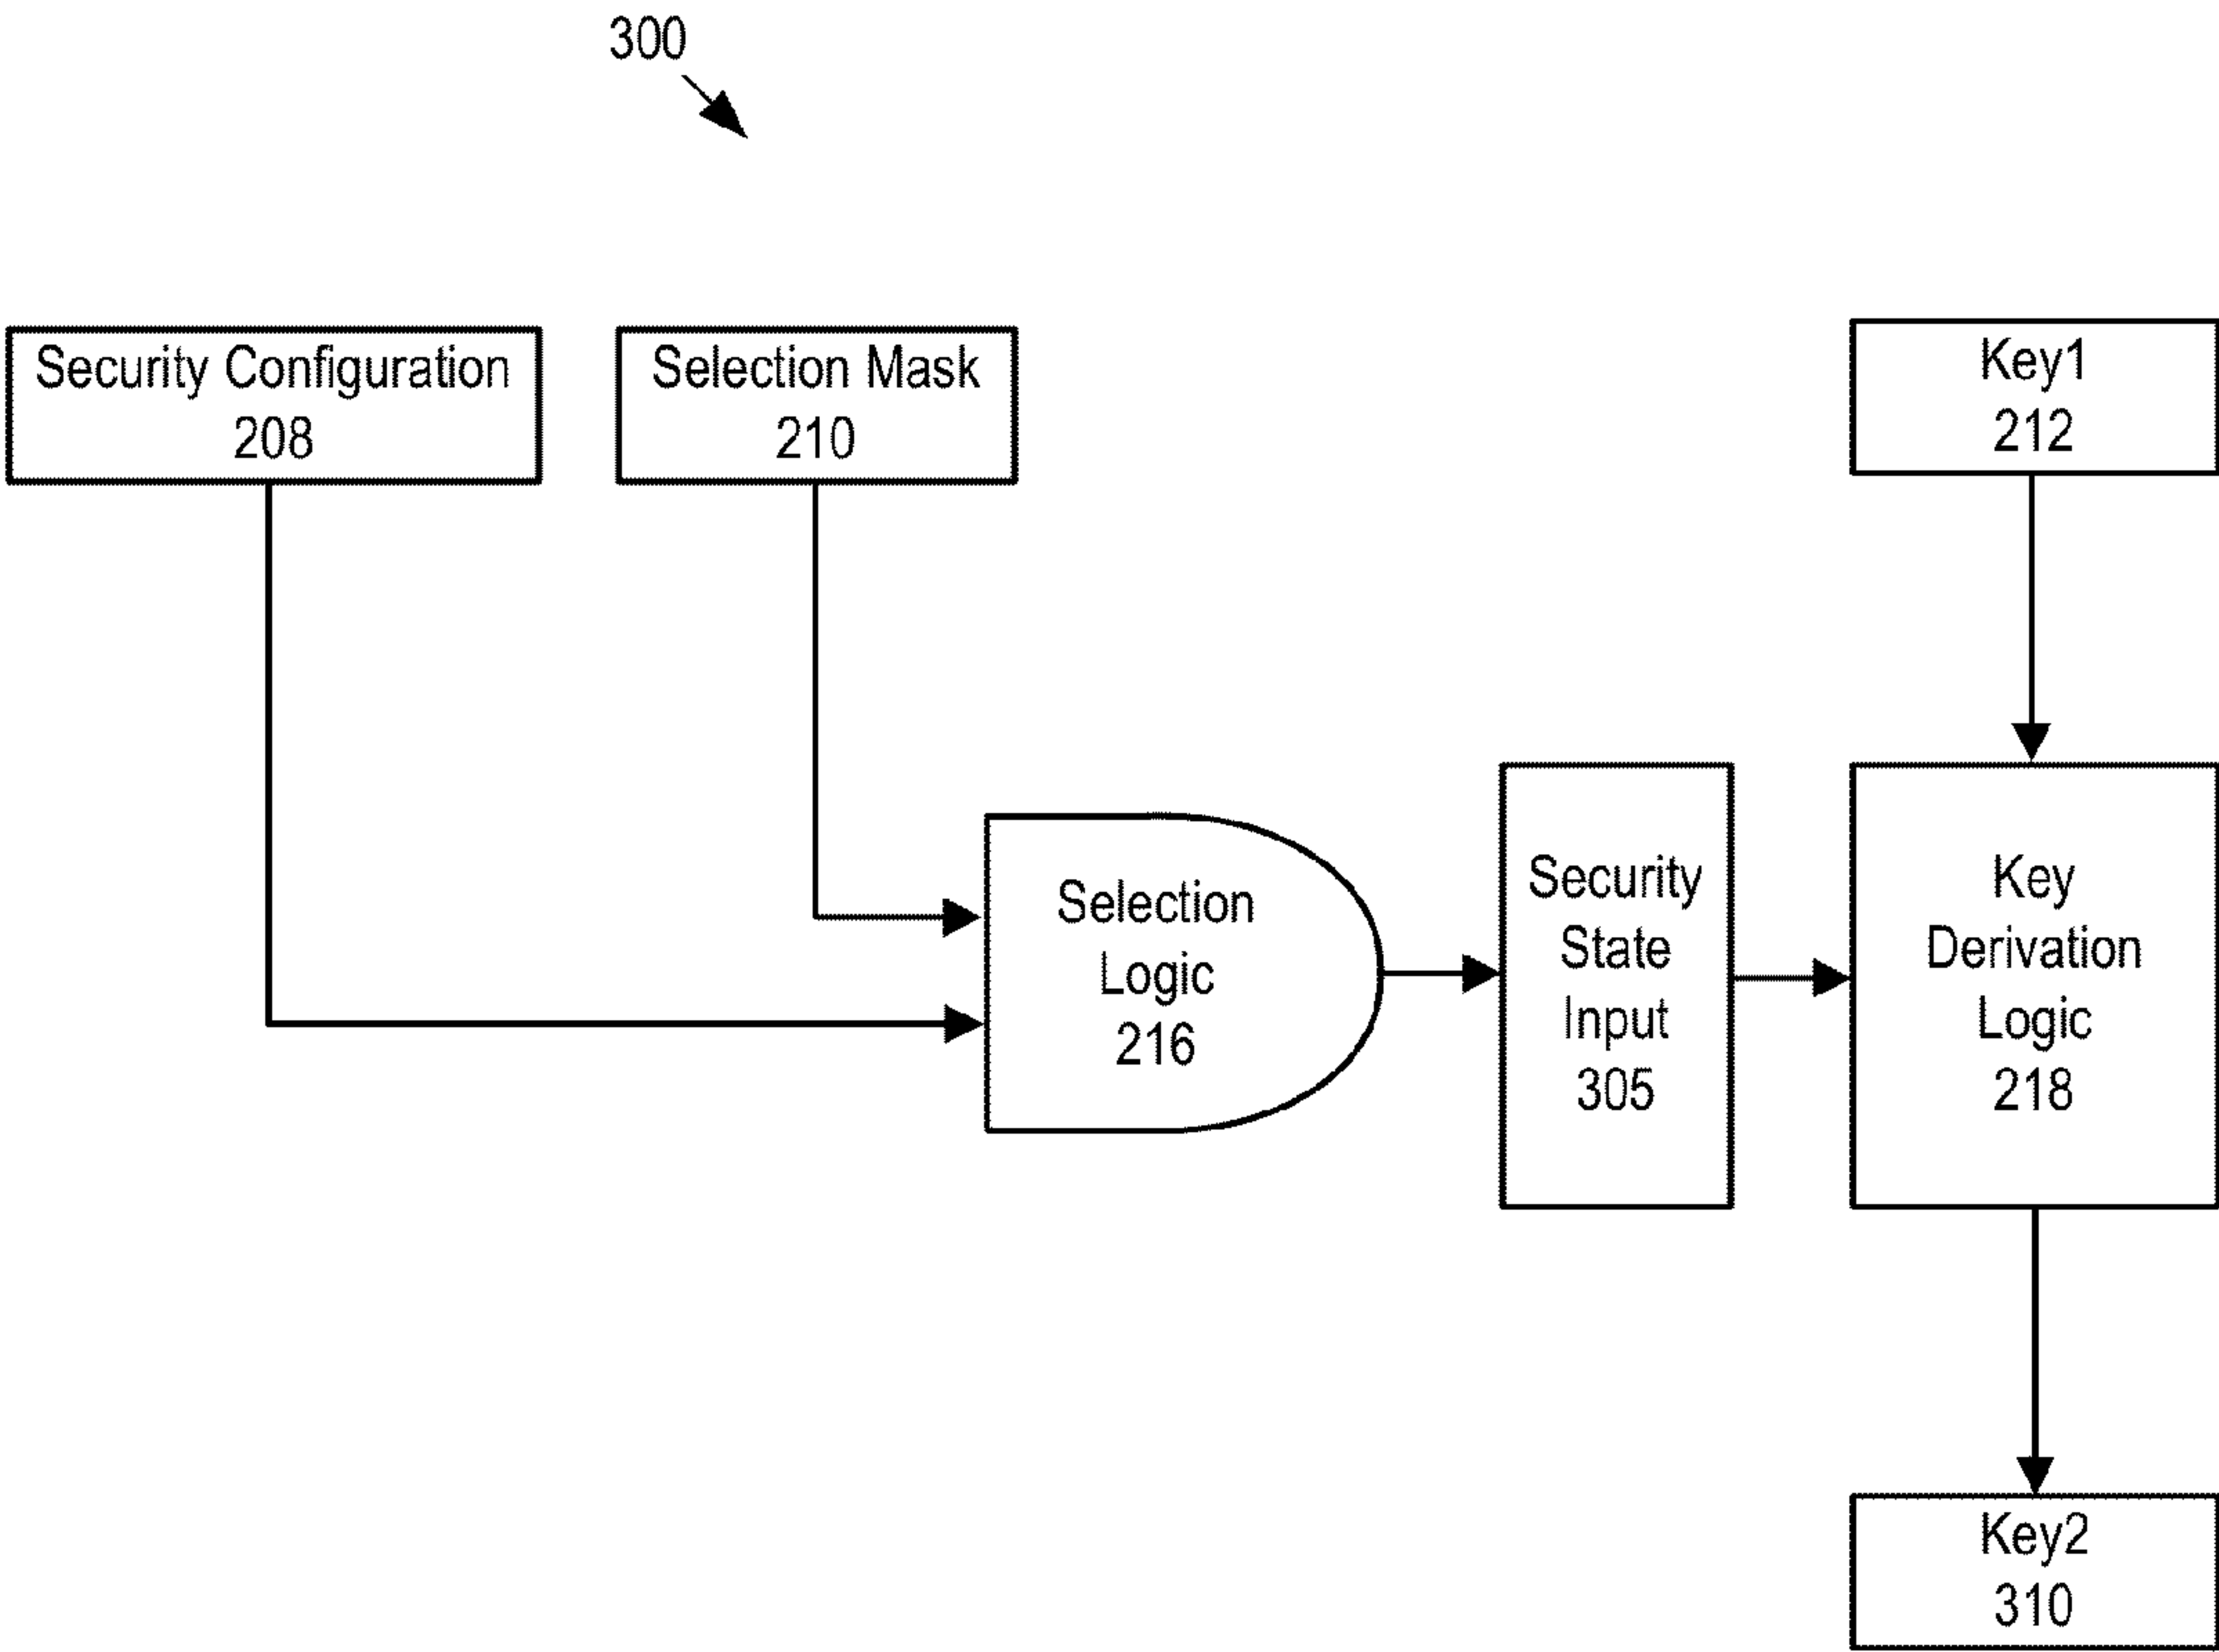 300
Security Configuration
208
Selection Mask
210
Key1
212
Selection
Logic
216
Security
State
Input
305
Key
Derivation
Logic
218
Key2
310